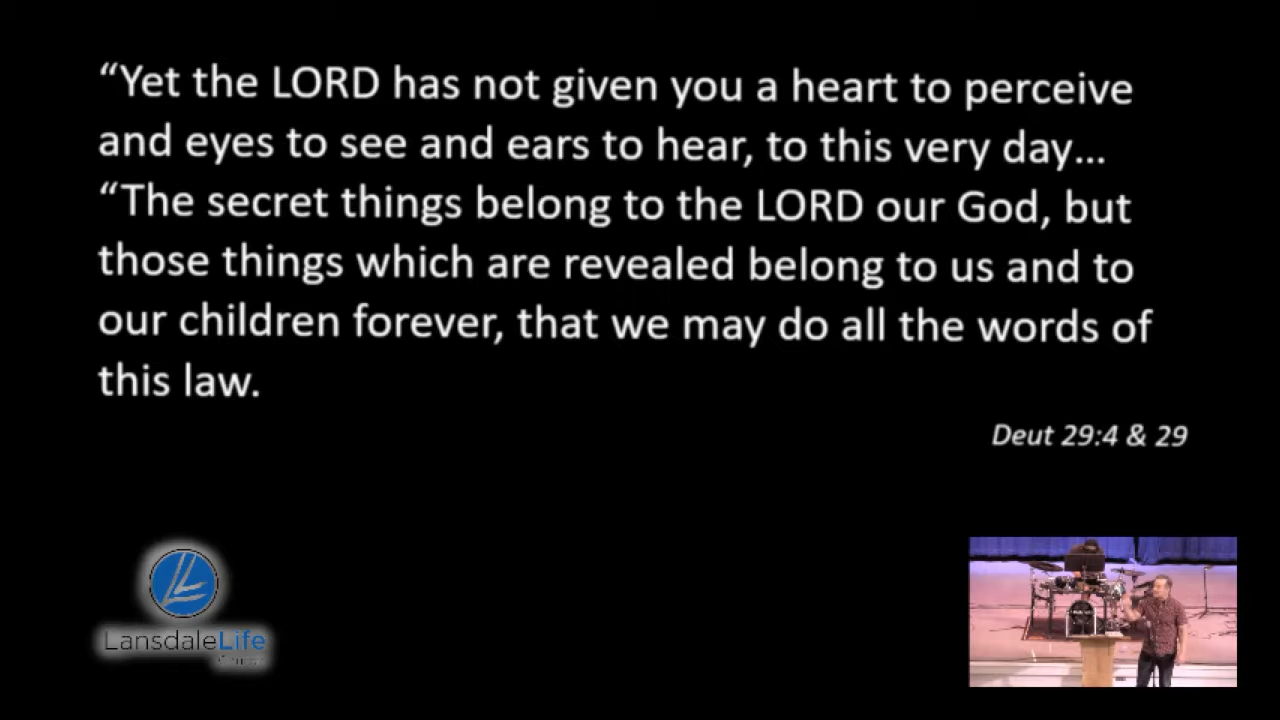 “Yet the LORD has not given you a heart to perceive
and eyes to see and ears to hear, to this very day...
“The secret things belong to the LORD our God, but
those things which are revealed belong to us and to
our children forever, that we may do all the words of
this law.
Deut 29:4 & 29
LansdaleLife